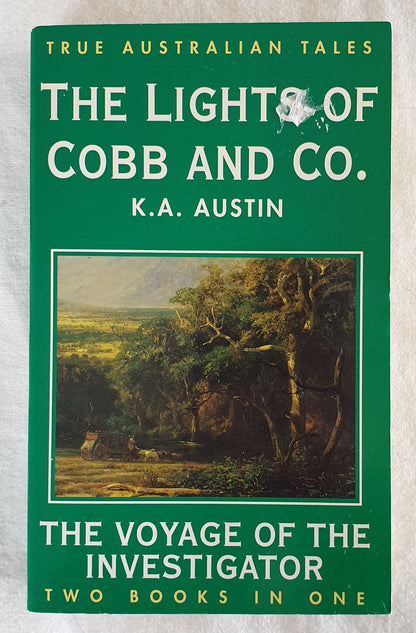 TRUE AUSTRALIAN TALES
THE LIGHTS OF
COBB AND CO.
K.A. AUSTIN
THE VOYAGE OF THE
INVESTIGATOR
TWO BOOKS IN ONE